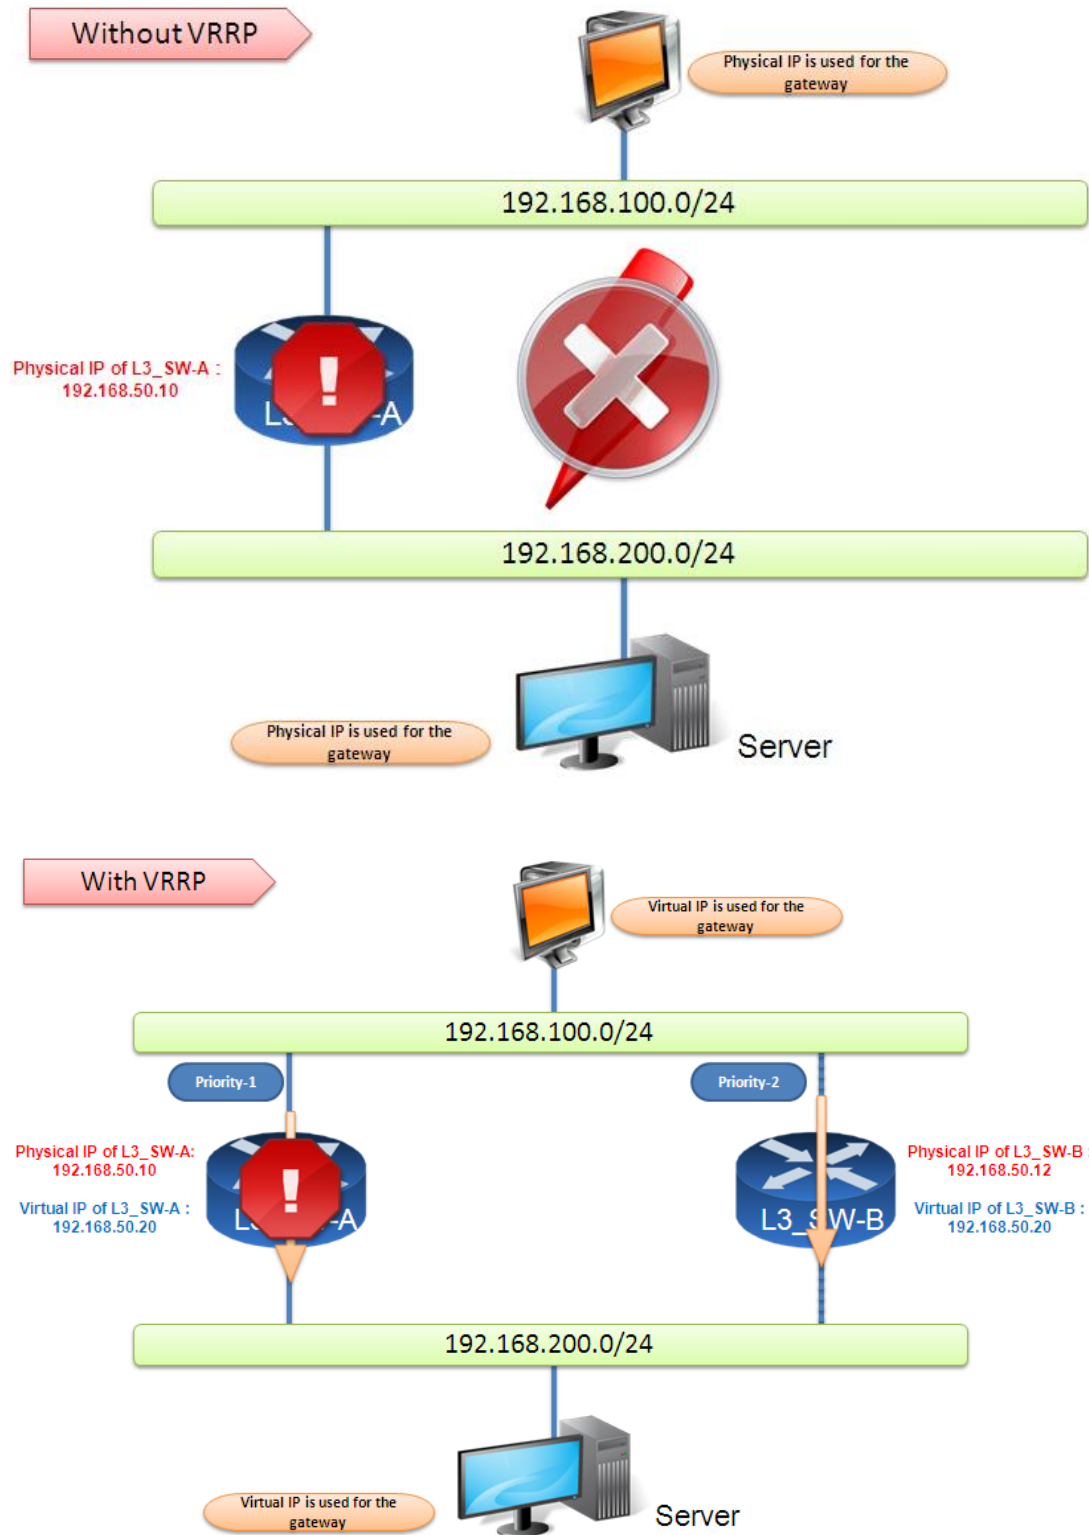 Without VRRP
Physical IP is used for the
gateway
192.168.100.0/24
Physical IP of L3_SW-A :
192.168.50.10
192.168.200.0/24
Physical IP is used for the
gateway
Server
With VRRP
Virtual IP is used for the
gateway
192.168.100.0/24
Priority-1
Priority-2
Physical IP of L3_SW-A:
192.168.50.10
Virtual IP of L3_SW-A :
192.168.50.20
L3_SW-B
Physical IP of L3_SW-B :
192.168.50.12
Virtual IP of L3_SW-B :
192.168.50.20
192.168.200.0/24
Virtual IP is used for the
gateway
Server